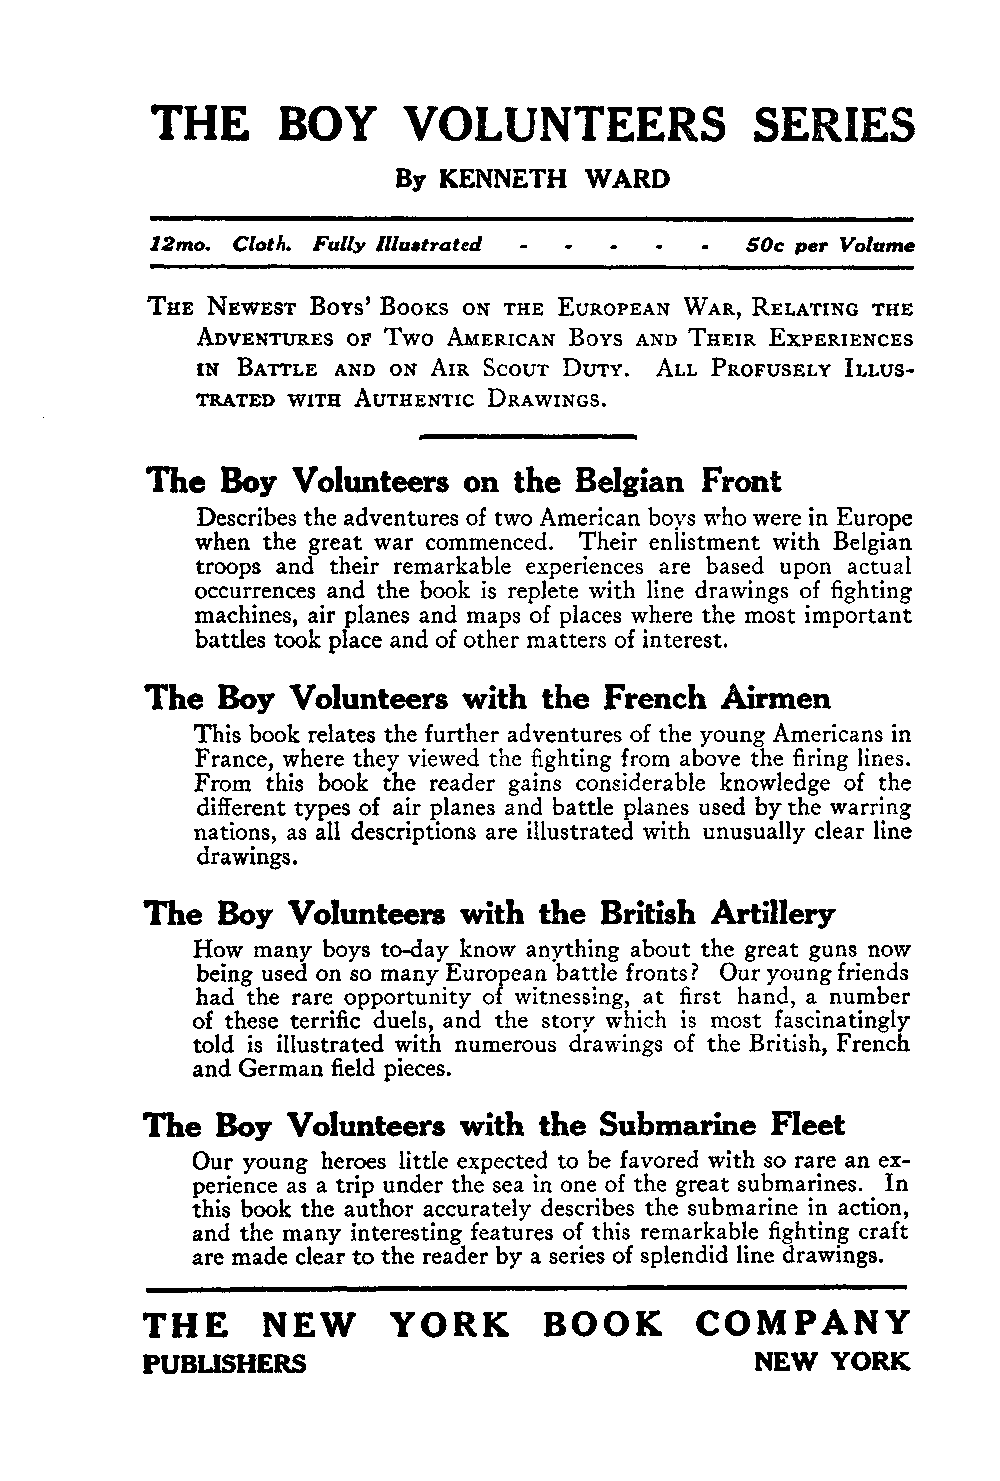 THE BOY VOLUNTEERS SERIES
By KENNETH WARD
12mo. Cloth. Fully Illustrated - - - - - 50c per Volume
THE NEWEST BOYS' BOOKS ON THE EUROPEAN WAR, RELATING THE
ADVENTURES OF TWO AMERICAN BOYS AND THEIR EXPERIENCES
IN BATTLE AND ON AIR SCOUT DUTY. ALL PROFUSELY ILLUS-
TRATED WITH AUTHENTIC DRAWINGS.
The Boy Volunteers on the Belgian Front
Describes the adventures of two American boys who were in Europe
when the great war commenced. Their enlistment with Belgian
troops and their remarkable experiences are based upon actual
occurrences and the book is replete with line drawings of fighting
machines, air planes and maps of places where the most important
battles took place and of other matters of interest.
The Boy Volunteers with the French Airmen
This book relates the further adventures of the young Americans in
France, where they viewed the fighting from above the firing lines.
From this book the reader gains considerable knowledge of the
different types of air planes and battle planes used by the warring
nations, as all descriptions are illustrated with unusually clear line
drawings.
The Boy Volunteers with the British Artillery
How many boys to-day know anything about the great guns now
being used on so many European battle fronts? Our young friends
had the rare opportunity of witnessing, at first hand, a number
of these terrific duels, and the story which is most fascinatingly
told is illustrated with numerous drawings of the British, French
and German field pieces.
The Boy Volunteers with the Submarine Fleet
Our young heroes little expected to be favored with so rare an ex-
perience as a trip under the sea in one of the great submarines. In
this book the author accurately describes the submarine in action,
and the many interesting features of this remarkable fighting craft
are made clear to the reader by a series of splendid line drawings.
THE NEW YORK BOOK COMPANY
PUBLISHERS NEW YORK